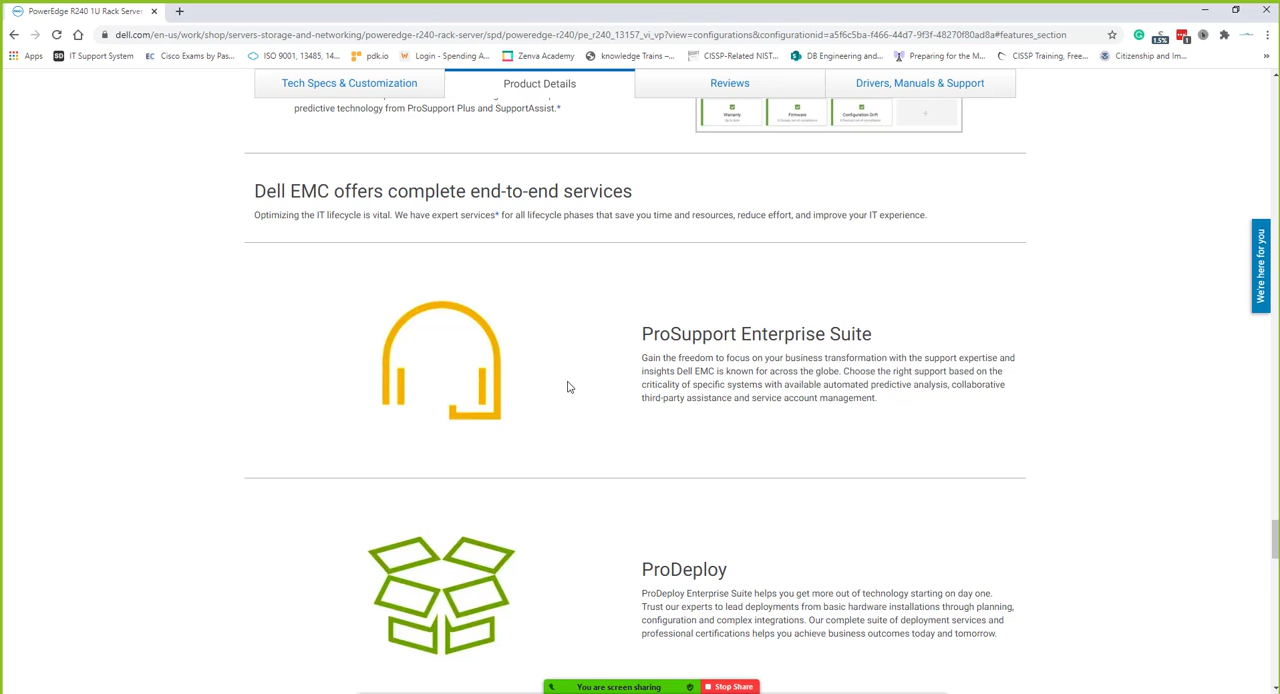 PowerEdge R240 1U Rack Server
dell.com/en-us/work/shop/servers-storage-and-networking/poweredge-r240-rack-server/spd/poweredge-r240/pe_r240_13157_vi_vp?view=configurations&configurationid=a5f6c5ba-f466-44d7-9f3f-48270f80ad8a#features_section
Apps IT Support System Cisco Exams by Pas... ISO 9001, 13485, 14... pdk.io Login - Spending A... Zenva Academy knowledge Trains –... CISSP-Related NIST... DB Engineering and... Preparing for the M... CISSP Training, Free... Citizenship and Im... »
Tech Specs & Customization Product Details Reviews Drivers, Manuals & Support
predictive technology from ProSupport Plus and SupportAssist.*
Warranty Firmware Configuration Drift
Dell EMC offers complete end-to-end services
Optimizing the IT lifecycle is vital. We have expert services* for all lifecycle phases that save you time and resources, reduce effort, and improve your IT experience.
We're here for you
ProSupport Enterprise Suite
Gain the freedom to focus on your business transformation with the support expertise and
insights Dell EMC is known for across the globe. Choose the right support based on the
criticality of specific systems with available automated predictive analysis, collaborative
third-party assistance and service account management.
ProDeploy
ProDeploy Enterprise Suite helps you get more out of technology starting on day one.
Trust our experts to lead deployments from basic hardware installations through planning,
configuration and complex integrations. Our complete suite of deployment services and
professional certifications helps you achieve business outcomes today and tomorrow.
You are screen sharing Stop Share